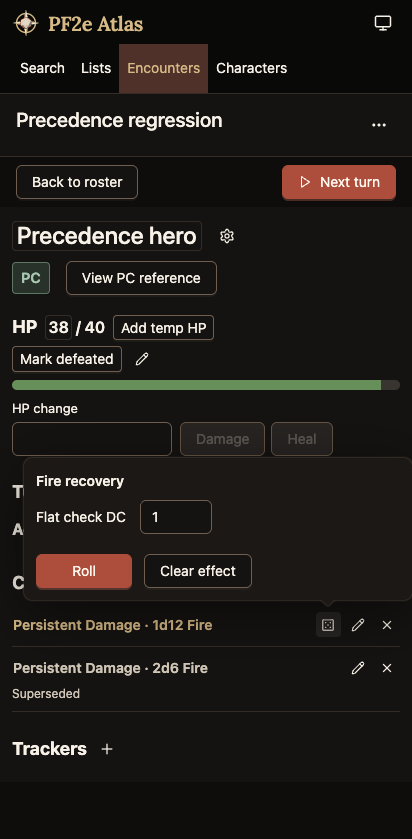 PF2e Atlas
Search Lists Encounters Characters
Precedence regression
...
Back to roster Next turn
Precedence hero
PC View PC reference
HP 38 / 40 Add temp HP
Mark defeated
HP change
Damage Heal
Fire recovery
Flat check DC 1
Roll Clear effect
Persistent Damage · 1d12 Fire
Persistent Damage · 2d6 Fire
Superseded
Trackers +